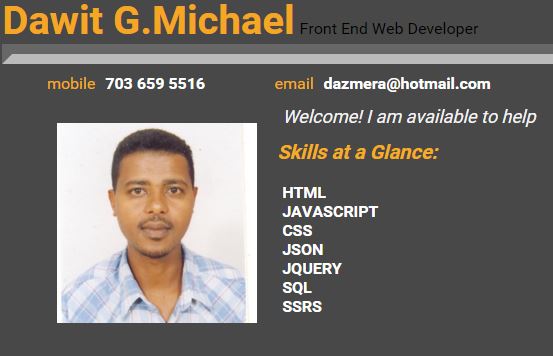 Dawit G.Michael Front End Web Developer
mobile 703 659 5516 email dazmera@hotmail.com
Welcome! I am available to help
Skills at a Glance:
HTML
JAVASCRIPT
CSS
JSON
JQUERY
SQL
SSRS